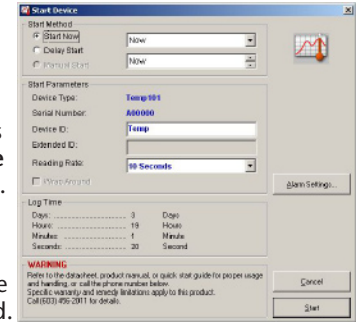 Start Device
Start Method
Start Now
Now
Delay Start
Now
Manual Start
Start Parameters
Device Type: Temp101
Serial Number: A00000
Device ID: Temp
Extended ID:
Reading Rate: 10 Seconds
Wrap Around
Alarm Settings...
Log Time
Days: 3 Days
Hours: 19 Hours
Minutes: 1 Minute
Seconds: 20 Second
WARNING
Refer to the datasheet, product manual, or quick start guide for proper usage
and handling, or call the phone number below.
Specific warranty and remedy limitations apply to this product.
Call (603) 456-2011 for details.
Cancel
Start